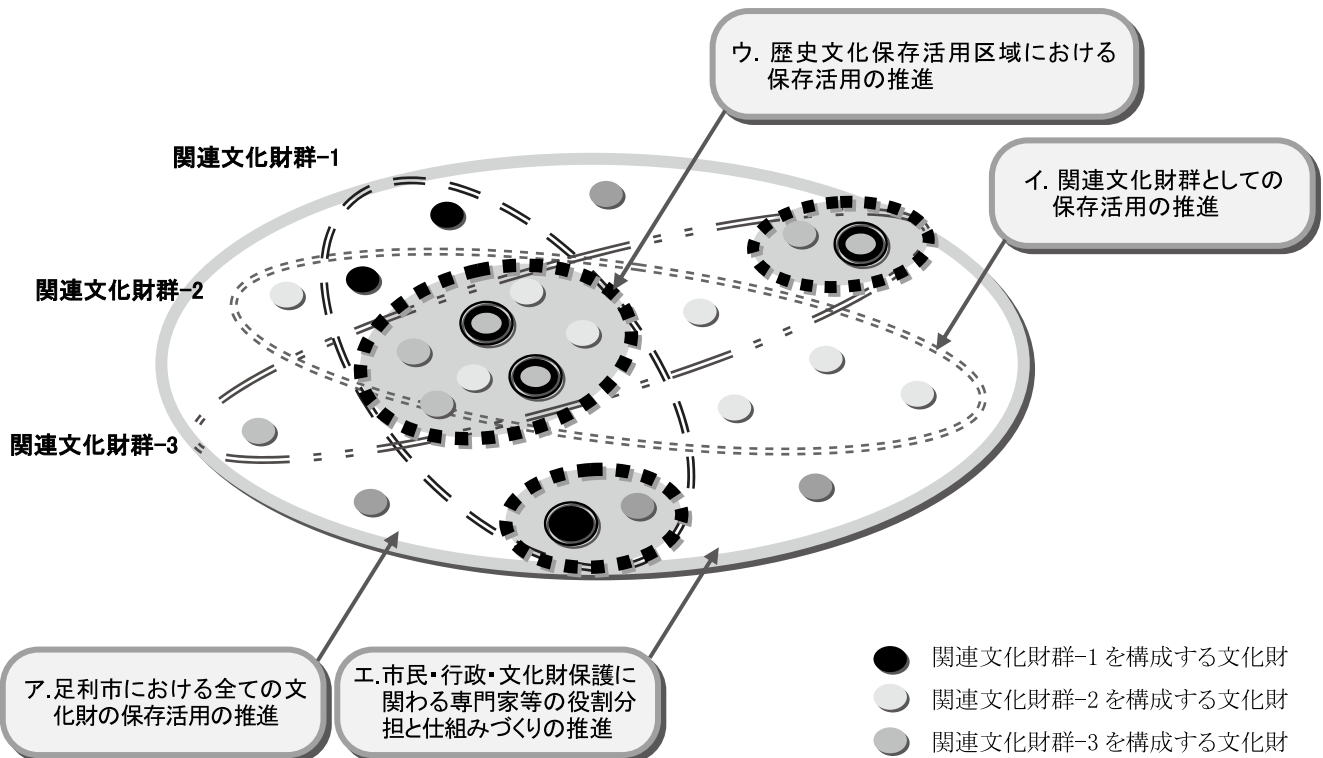 ウ. 歴史文化保存活用区域における
保存活用の推進
関連文化財群-1
イ. 関連文化財群としての
保存活用の推進
関連文化財群-2
関連文化財群-3
ア.足利市における全ての文
化財の保存活用の推進
エ.市民・行政・文化財保護に
関わる専門家等の役割分
担と仕組みづくりの推進
関連文化財群-1 を構成する文化財
関連文化財群-2 を構成する文化財
関連文化財群-3 を構成する文化財